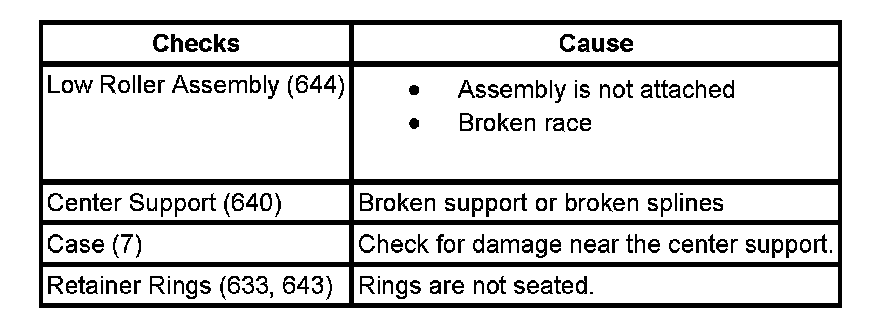 Checks Cause
Low Roller Assembly (644) • Assembly is not attached
• Broken race
Center Support (640) Broken support or broken splines
Case (7) Check for damage near the center support.
Retainer Rings (633, 643) Rings are not seated.